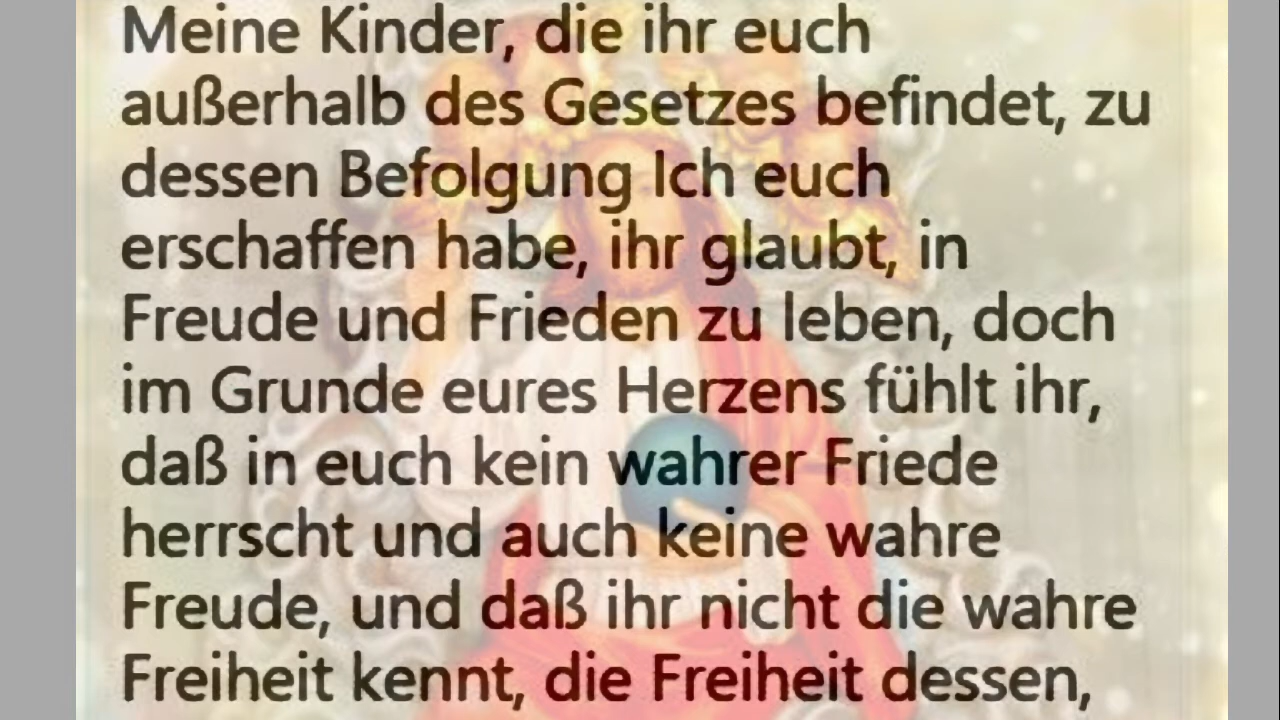 Meine Kinder, die ihr euch
außerhalb des Gesetzes befindet, zu
dessen Befolgung Ich euch
erschaffen habe, ihr glaubt, in
Freude und Frieden zu leben, doch
im Grunde eures Herzens fühlt ihr,
daß in euch kein wahrer Friede
herrscht und auch keine wahre
Freude, und daß ihr nicht die wahre
Freiheit kennt, die Freiheit dessen,